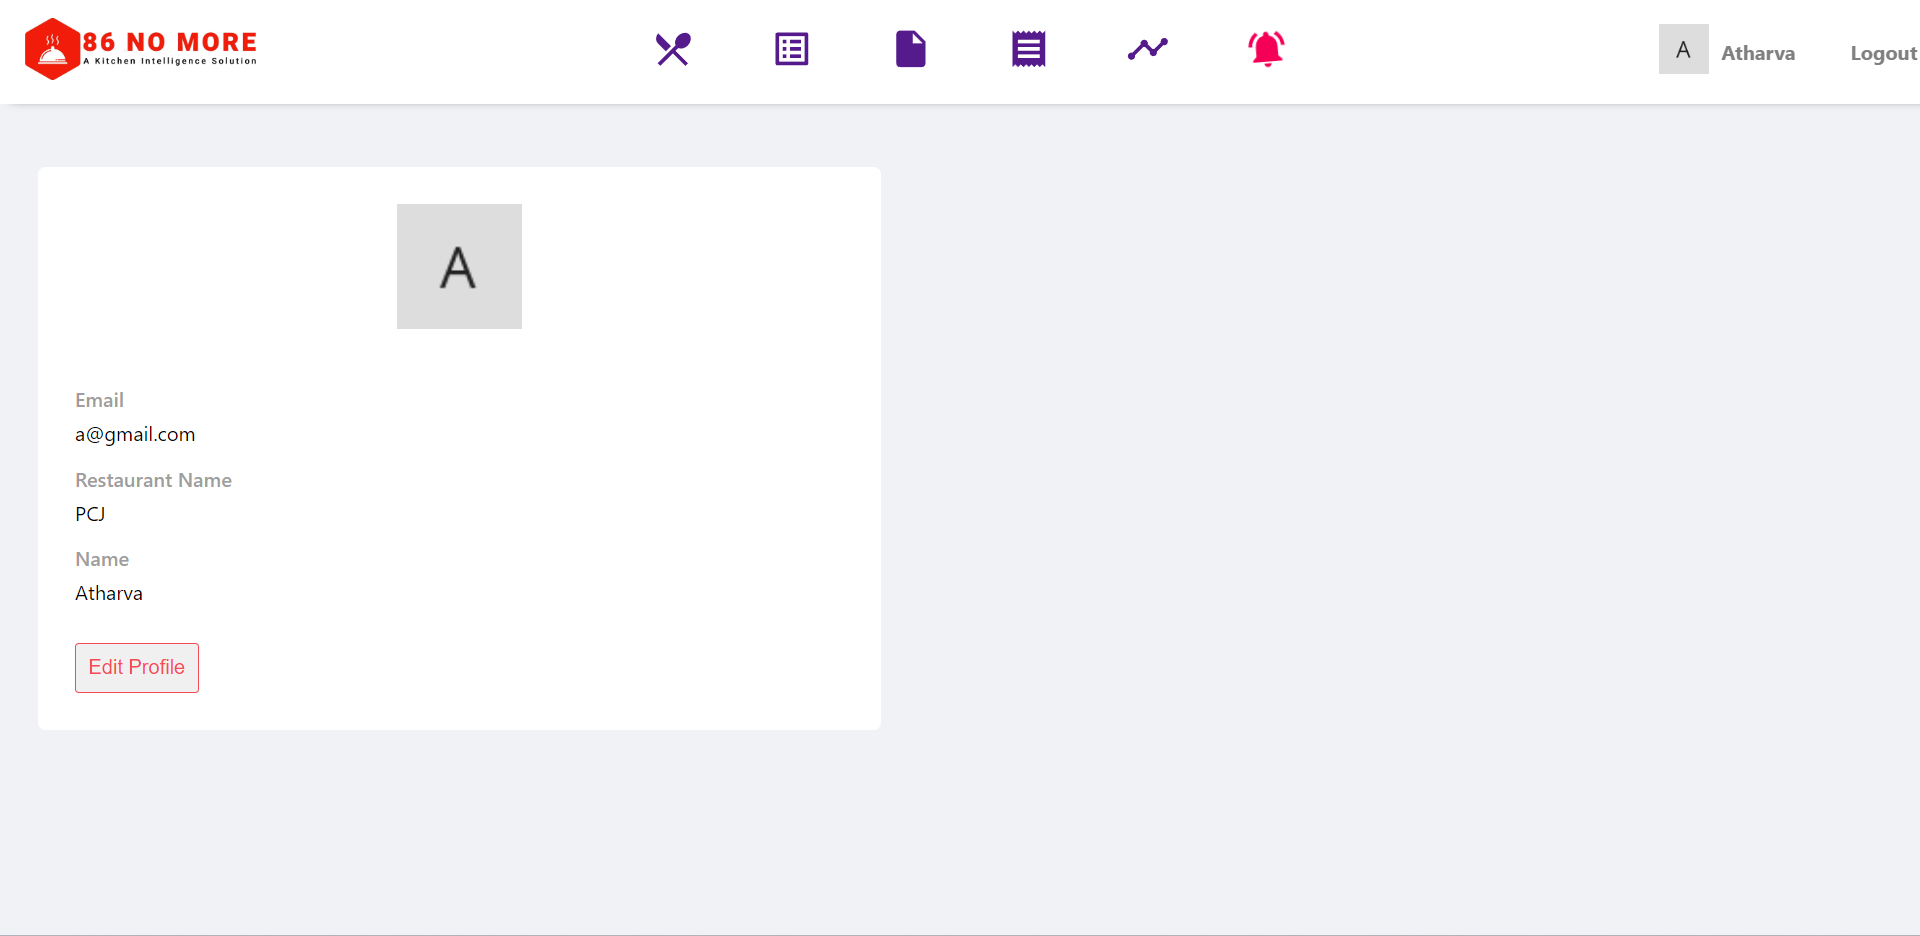 86 NO MORE
A Kitchen Intelligence Solution
A
Atharva
Logout
A
Email
a@gmail.com
Restaurant Name
PCJ
Name
Atharva
Edit Profile